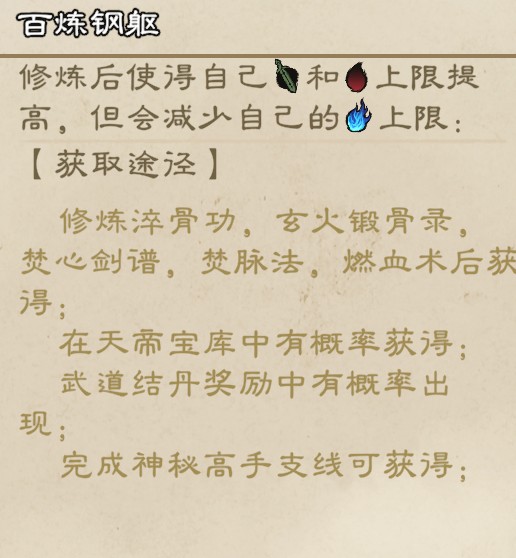 百炼钢躯
修炼后使得自己和上限提
高，但会减少自己的上限：
【获取途径】
修炼淬骨功，玄火锻骨录，
焚心剑谱，焚脉法，燃血术后获
得；
在天帝宝库中有概率获得；
武道结丹奖励中有概率出
现；
完成神秘高手支线可获得；